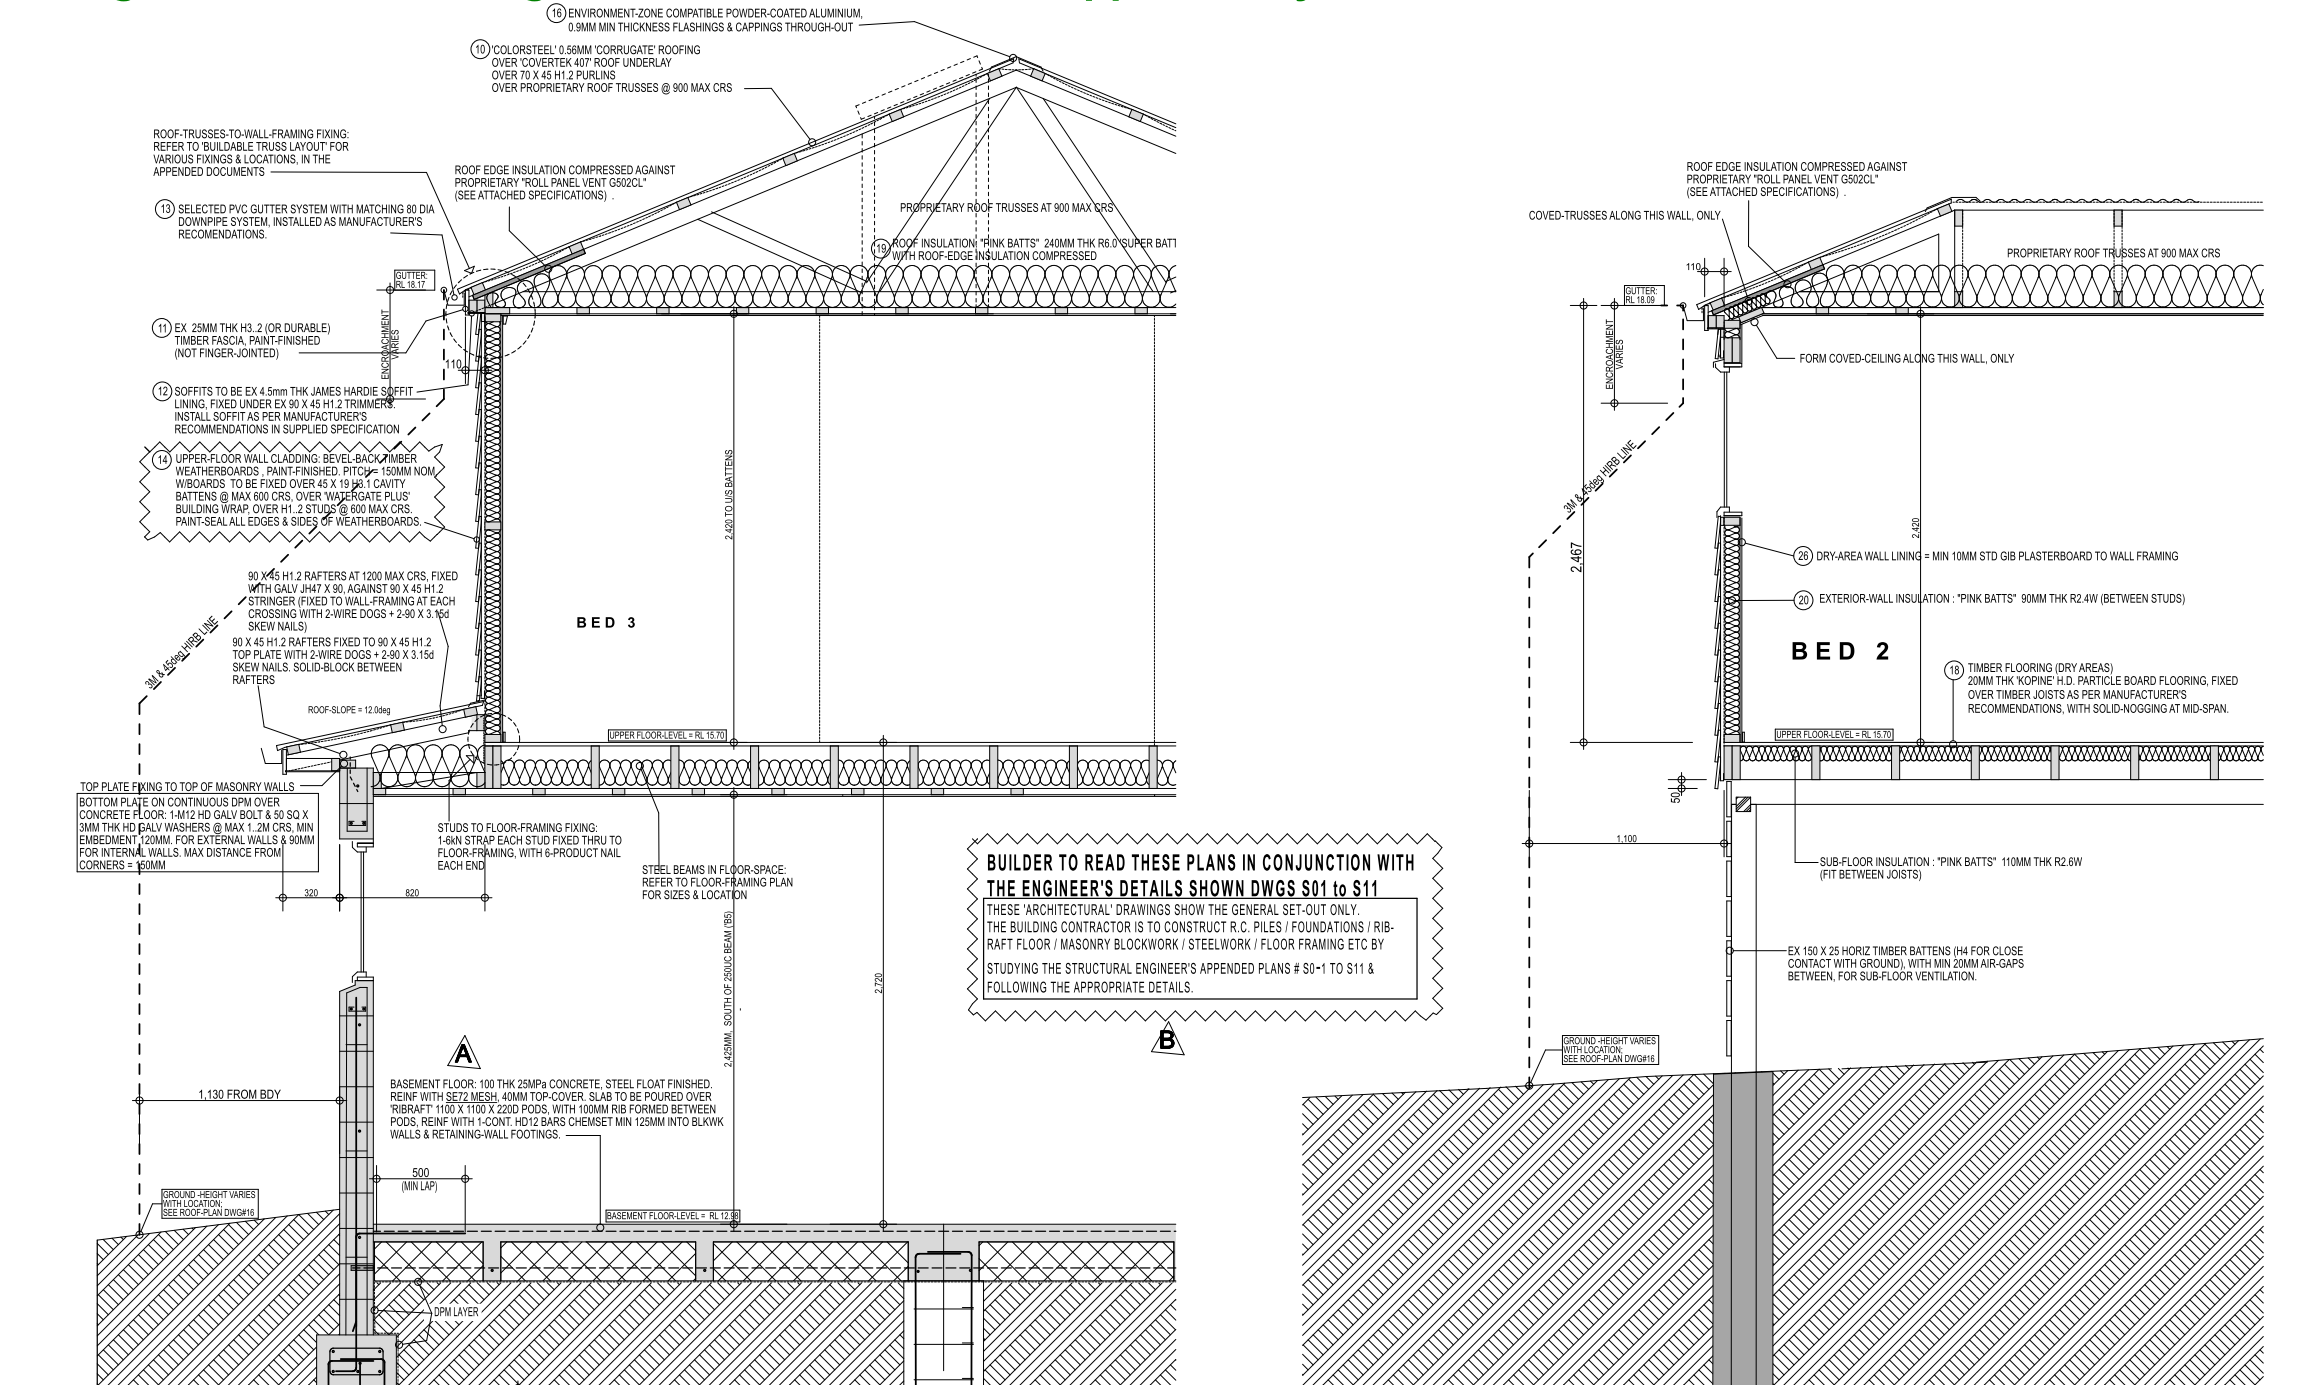 16 ENVIRONMENT-ZONE COMPATIBLE POWDER-COATED ALUMINIUM,
0.9MM MIN THICKNESS FLASHINGS & CAPPINGS THROUGH-OUT
10 'COLORSTEEL' 0.56MM 'CORRUGATE' ROOFING
OVER 'COVERTEK 407' ROOF UNDERLAY
OVER 70 X 45 H1.2 PURLINS
OVER PROPRIETARY ROOF TRUSSES @ 900 MAX CRS
ROOF-TRUSSES-TO-WALL-FRAMING FIXING:
REFER TO 'BUILDABLE TRUSS LAYOUT' FOR
VARIOUS FIXINGS & LOCATIONS, IN THE
APPENDED DOCUMENTS
ROOF EDGE INSULATION COMPRESSED AGAINST
PROPRIETARY "ROLL PANEL VENT G502CL"
(SEE ATTACHED SPECIFICATIONS) .
13 SELECTED PVC GUTTER SYSTEM WITH MATCHING 80 DIA
DOWNPIPE SYSTEM, INSTALLED AS MANUFACTURER'S
RECOMENDATIONS.
PROPRIETARY ROOF TRUSSES AT 900 MAX CRS
19 ROOF INSULATION: "PINK BATTS" 240MM THK R6.0 'SUPER BATT
WITH ROOF-EDGE INSULATION COMPRESSED
GUTTER:
RL 18.17
ENCROACHMENT
VARIES
110
11 EX 25MM THK H3..2 (OR DURABLE)
TIMBER FASCIA, PAINT-FINISHED
(NOT FINGER-JOINTED)
12 SOFFITS TO BE EX 4.5mm THK JAMES HARDIE SOFFIT
LINING, FIXED UNDER EX 90 X 45 H1.2 TRIMMERS.
INSTALL SOFFIT AS PER MANUFACTURER'S
RECOMMENDATIONS IN SUPPLIED SPECIFICATION
14 UPPER-FLOOR WALL CLADDING: BEVEL-BACK TIMBER
WEATHERBOARDS , PAINT-FINISHED. PITCH = 150MM NOM
W/BOARDS TO BE FIXED OVER 45 X 19 H3.1 CAVITY
BATTENS @ MAX 600 CRS, OVER 'WATERGATE PLUS'
BUILDING WRAP, OVER H1..2 STUDS @ 600 MAX CRS.
PAINT-SEAL ALL EDGES & SIDES OF WEATHERBOARDS.
2,420 TO U/S BATTENS
90 X 45 H1.2 RAFTERS AT 1200 MAX CRS, FIXED
WITH GALV JH47 X 90, AGAINST 90 X 45 H1.2
STRINGER (FIXED TO WALL-FRAMING AT EACH
CROSSING WITH 2-WIRE DOGS + 2-90 X 3.15d
SKEW NAILS)
90 X 45 H1.2 RAFTERS FIXED TO 90 X 45 H1.2
TOP PLATE WITH 2-WIRE DOGS + 2-90 X 3.15d
SKEW NAILS. SOLID-BLOCK BETWEEN
RAFTERS
3M & 45deg HIRB LINE
BED 3
ROOF-SLOPE = 12.0deg
UPPER FLOOR-LEVEL = RL 15.70
TOP PLATE FIXING TO TOP OF MASONRY WALLS
BOTTOM PLATE ON CONTINUOUS DPM OVER
CONCRETE FLOOR: 1-M12 HD GALV BOLT & 50 SQ X
3MM THK HD GALV WASHERS @ MAX 1..2M CRS, MIN
EMBEDMENT 120MM. FOR EXTERNAL WALLS & 90MM
FOR INTERNAL WALLS. MAX DISTANCE FROM
CORNERS = 150MM
STUDS TO FLOOR-FRAMING FIXING:
1-6kN STRAP EACH STUD FIXED THRU TO
FLOOR-FRAMING, WITH 6-PRODUCT NAIL
EACH END
STEEL BEAMS IN FLOOR-SPACE:
REFER TO FLOOR-FRAMING PLAN
FOR SIZES & LOCATION
320
820
2,425MM, SOUTH OF 250UC BEAM ('B5)
2,720
BUILDER TO READ THESE PLANS IN CONJUNCTION WITH
THE ENGINEER'S DETAILS SHOWN DWGS S01 to S11
THESE 'ARCHITECTURAL' DRAWINGS SHOW THE GENERAL SET-OUT ONLY.
THE BUILDING CONTRACTOR IS TO CONSTRUCT R.C. PILES / FOUNDATIONS / RIB-
RAFT FLOOR / MASONRY BLOCKWORK / STEELWORK / FLOOR FRAMING ETC BY
STUDYING THE STRUCTURAL ENGINEER'S APPENDED PLANS # S0-1 TO S11 &
FOLLOWING THE APPROPRIATE DETAILS.
A
B
BASEMENT FLOOR: 100 THK 25MPa CONCRETE, STEEL FLOAT FINISHED.
REINF WITH SE72 MESH, 40MM TOP-COVER. SLAB TO BE POURED OVER
'RIBRAFT' 1100 X 1100 X 220D PODS, WITH 100MM RIB FORMED BETWEEN
PODS, REINF WITH 1-CONT. HD12 BARS CHEMSET MIN 125MM INTO BLKWK
WALLS & RETAINING-WALL FOOTINGS.
1,130 FROM BDY
500
(MIN LAP)
GROUND -HEIGHT VARIES
WITH LOCATION;
SEE ROOF-PLAN DWG#16
BASEMENT FLOOR-LEVEL = RL 12.98
DPM LAYER
ROOF EDGE INSULATION COMPRESSED AGAINST
PROPRIETARY "ROLL PANEL VENT G502CL"
(SEE ATTACHED SPECIFICATIONS) .
COVED-TRUSSES ALONG THIS WALL, ONLY
PROPRIETARY ROOF TRUSSES AT 900 MAX CRS
110
GUTTER:
RL 18.09
ENCROACHMENT
VARIES
FORM COVED-CEILING ALONG THIS WALL, ONLY
3M & 45deg HIRB LINE
2,467
2,420
26 DRY-AREA WALL LINING = MIN 10MM STD GIB PLASTERBOARD TO WALL FRAMING
20 EXTERIOR-WALL INSULATION : "PINK BATTS" 90MM THK R2.4W (BETWEEN STUDS)
BED 2
18 TIMBER FLOORING (DRY AREAS)
20MM THK 'KOPINE' H.D. PARTICLE BOARD FLOORING, FIXED
OVER TIMBER JOISTS AS PER MANUFACTURER'S
RECOMMENDATIONS, WITH SOLID-NOGGING AT MID-SPAN.
UPPER FLOOR-LEVEL = RL 15.70
50
1,100
SUB-FLOOR INSULATION : "PINK BATTS" 110MM THK R2.6W
(FIT BETWEEN JOISTS)
EX 150 X 25 HORIZ TIMBER BATTENS (H4 FOR CLOSE
CONTACT WITH GROUND), WITH MIN 20MM AIR-GAPS
BETWEEN, FOR SUB-FLOOR VENTILATION.
GROUND -HEIGHT VARIES
WITH LOCATION;
SEE ROOF-PLAN DWG#16